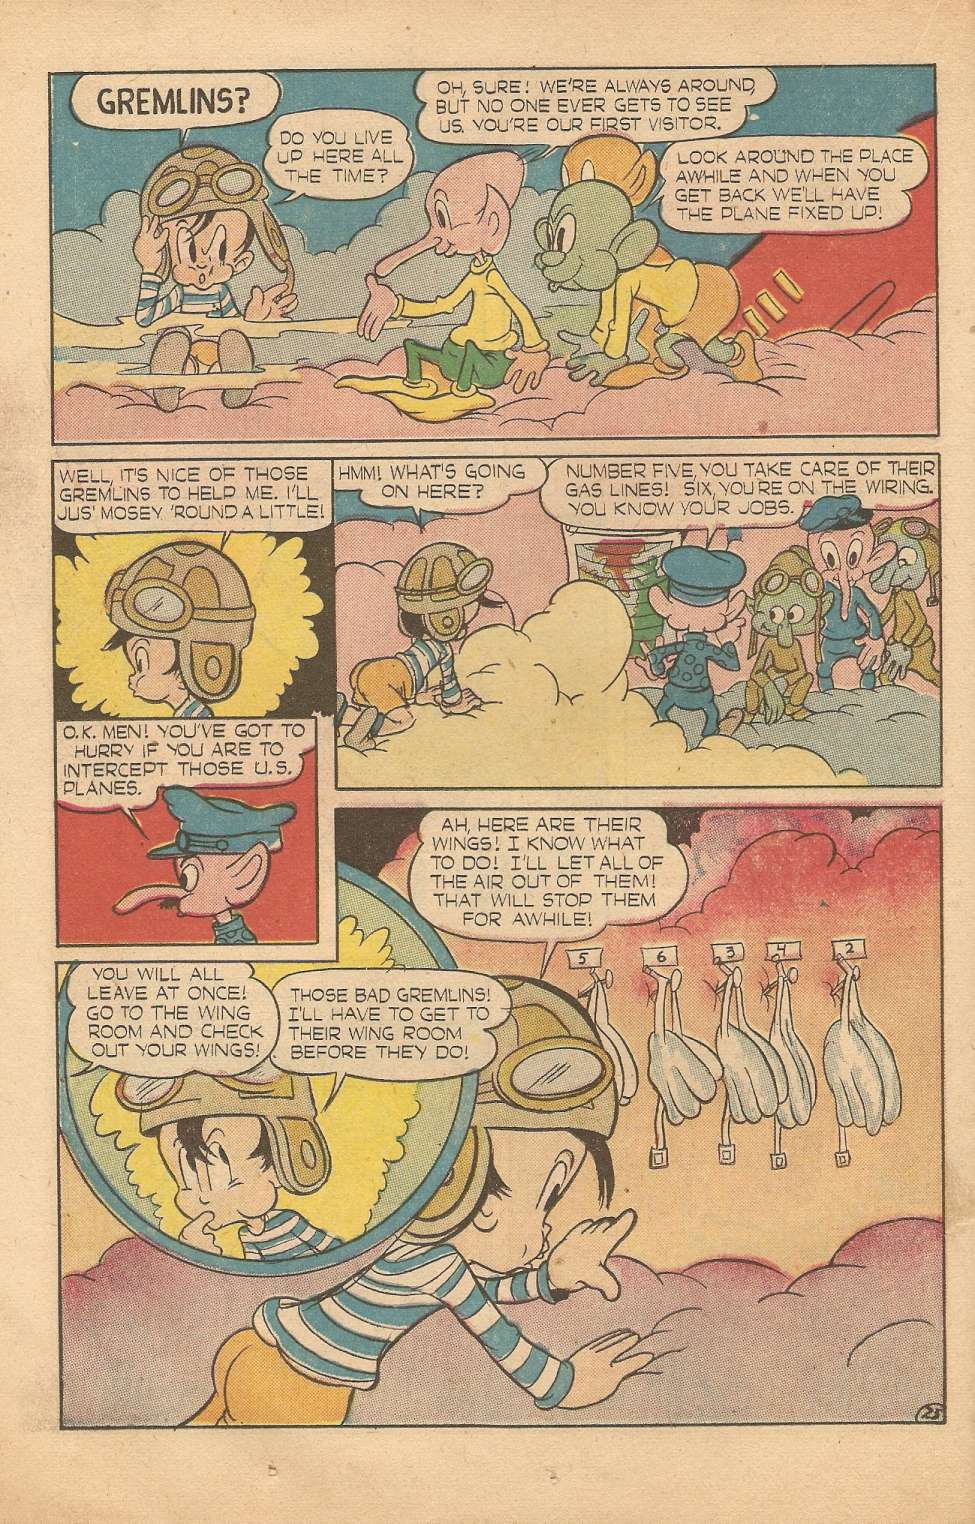 GREMLINS?
DO YOU LIVE
UP HERE ALL
THE TIME?
OH, SURE! WE'RE ALWAYS AROUND,
BUT NO ONE EVER GETS TO SEE
US. YOU'RE OUR FIRST VISITOR.
LOOK AROUND THE PLACE
AWHILE AND WHEN YOU
GET BACK WE'LL HAVE
THE PLANE FIXED UP!
WELL, IT'S NICE OF THOSE
GREMLINS TO HELP ME. I'LL
JUS' MOSEY 'ROUND A LITTLE!
HMM! WHAT'S GOING
ON HERE?
NUMBER FIVE, YOU TAKE CARE OF THEIR
GAS LINES! SIX, YOU'RE ON THE WIRING.
YOU KNOW YOUR JOBS.
O.K. MEN! YOU'VE GOT TO
HURRY IF YOU ARE TO
INTERCEPT THOSE U.S.
PLANES.
YOU WILL ALL
LEAVE AT ONCE!
GO TO THE WING
ROOM AND CHECK
OUT YOUR WINGS!
THOSE BAD GREMLINS!
I'LL HAVE TO GET TO
THEIR WING ROOM
BEFORE THEY DO!
AH, HERE ARE THEIR
WINGS! I KNOW WHAT
TO DO! I'LL LET ALL OF
THE AIR OUT OF THEM!
THAT WILL STOP THEM
FOR AWHILE!
5 6 3 4 2
25